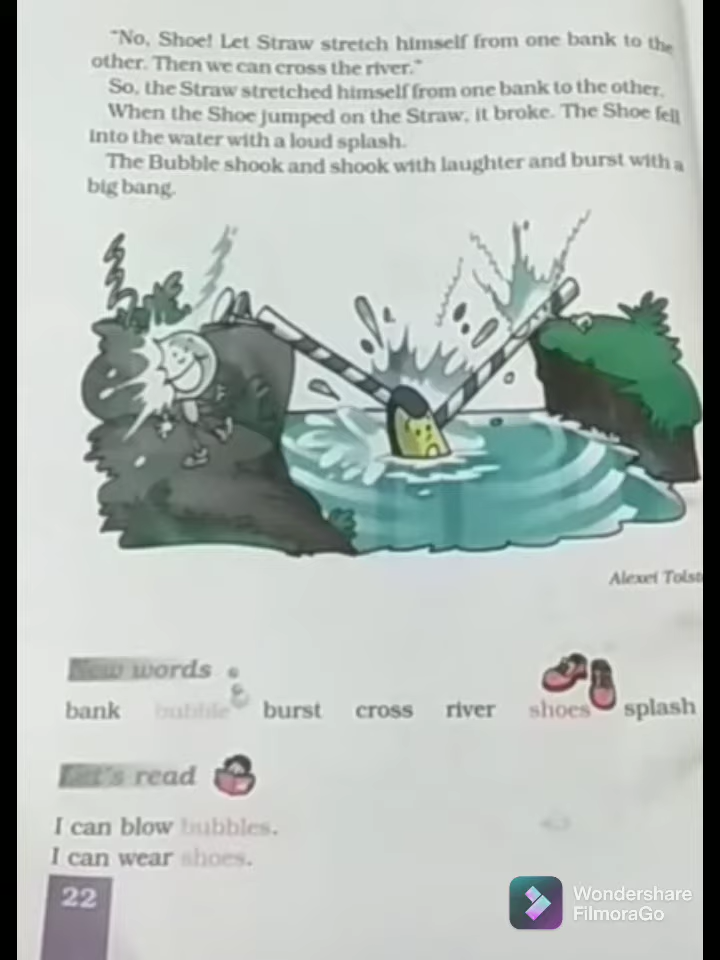 "No, Shoe! Let Straw stretch himself from one bank to the
other. Then we can cross the river."
So, the Straw stretched himself from one bank to the other.
When the Shoe jumped on the Straw, it broke. The Shoe fell
into the water with a loud splash.
The Bubble shook and shook with laughter and burst with a
big bang.
Alexei Tolst
New words
bank bubble burst cross river shoes splash
Let's read
I can blow bubbles.
I can wear shoes.
22
Wondershare
FilmoraGo